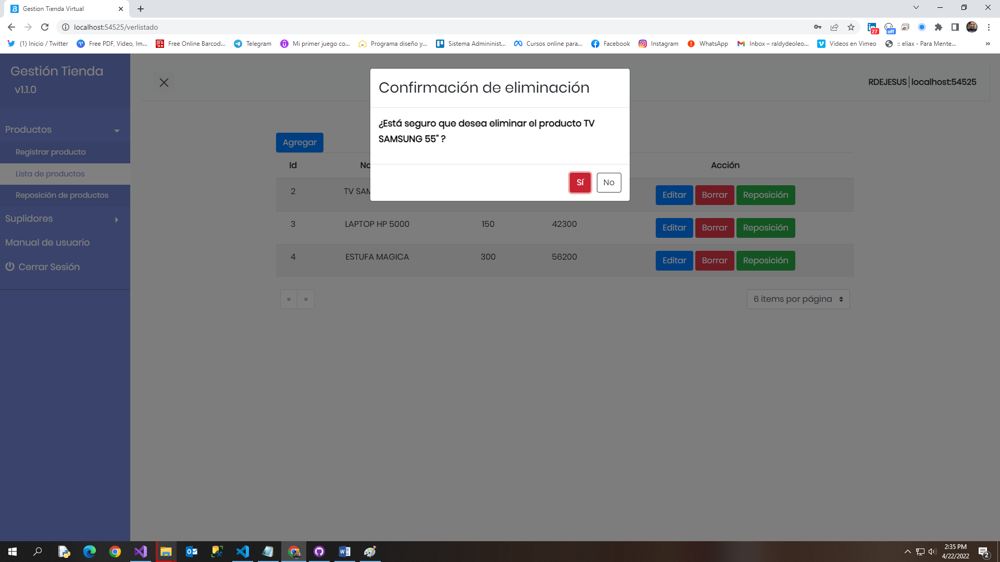 Gestion Tienda Virtual
localhost:54525/verlistado
27
off
(1) Inicio / Twitter
Free PDF, Video, Im...
Free Online Barcod...
Telegram
Mi primer juego co...
Programa diseño y...
Sistema Admininist...
Cursos online para...
Facebook
Instagram
WhatsApp
Inbox – raldydeoleo...
Videos en Vimeo
:: eliax - Para Mente...
»
Gestión Tienda
v1.1.0
Productos
Registrar producto
Lista de productos
Reposición de productos
Suplidores
Manual de usuario
Cerrar Sesión
RDEJESUS localhost:54525
Confirmación de eliminación
¿Está seguro que desea eliminar el producto TV
SAMSUNG 55" ?
Sí No
Agregar
Id Acción
2 TV Editar Borrar Reposición
3 LAPTOP HP 5000 150 42300 Editar Borrar Reposición
4 ESTUFA MAGICA 300 56200 Editar Borrar Reposición
« » 6 items por página
2:35 PM
4/22/2022
2